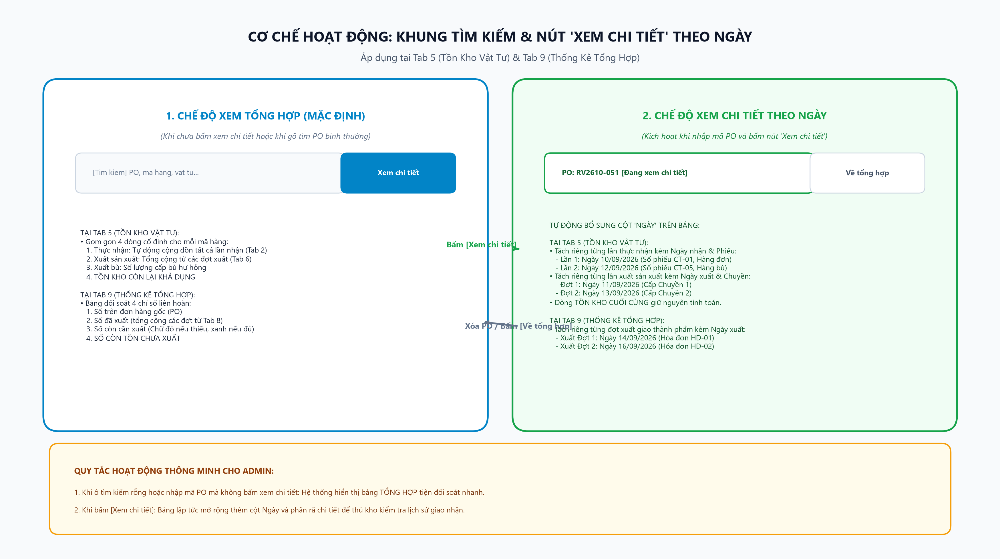 CƠ CHẾ HOẠT ĐỘNG: KHUNG TÌM KIẾM & NÚT 'XEM CHI TIẾT' THEO NGÀY
Áp dụng tại Tab 5 (Tồn Kho Vật Tư) & Tab 9 (Thống Kê Tổng Hợp)
1. CHẾ ĐỘ XEM TỔNG HỢP (MẶC ĐỊNH)
(Khi chưa bấm xem chi tiết hoặc khi gõ tìm PO bình thường)
[Tim kiem] PO, ma hang, vat tu...
Xem chi tiết
TẠI TAB 5 (TỒN KHO VẬT TƯ):
• Gom gọn 4 dòng cố định cho mỗi mã hàng:
1. Thực nhận: Tự động cộng dồn tất cả lần nhận (Tab 2)
2. Xuất sản xuất: Tổng cộng từ các đợt xuất (Tab 6)
3. Xuất bù: Số lượng cấp bù hư hỏng
4. TỒN KHO CÒN LẠI KHẢ DỤNG
TẠI TAB 9 (THỐNG KÊ TỔNG HỢP):
• Bảng đối soát 4 chỉ số liên hoàn:
1. Số trên đơn hàng gốc (PO)
2. Số đã xuất (tổng cộng các đợt từ Tab 8)
3. Số còn cần xuất (Chữ đỏ nếu thiếu, xanh nếu đủ)
4. SỐ CÒN TỒN CHƯA XUẤT
Bấm [Xem chi tiết]
Xóa PO / Bấm [Về tổng hợp]
2. CHẾ ĐỘ XEM CHI TIẾT THEO NGÀY
(Kích hoạt khi nhập mã PO và bấm nút 'Xem chi tiết')
PO: RV2610-051 [Đang xem chi tiết]
Về tổng hợp
TỰ ĐỘNG BỔ SUNG CỘT 'NGÀY' TRÊN BẢNG:
TẠI TAB 5 (TỒN KHO VẬT TƯ):
• Tách riêng từng lần thực nhận kèm Ngày nhận & Phiếu:
- Lần 1: Ngày 10/09/2026 (Số phiếu CT-01, Hàng đơn)
- Lần 2: Ngày 12/09/2026 (Số phiếu CT-05, Hàng bù)
• Tách riêng từng lần xuất sản xuất kèm Ngày xuất & Chuyền:
- Đợt 1: Ngày 11/09/2026 (Cấp Chuyền 1)
- Đợt 2: Ngày 13/09/2026 (Cấp Chuyền 2)
• Dòng TỒN KHO CUỐI CÙNG giữ nguyên tính toán.
TẠI TAB 9 (THỐNG KÊ TỔNG HỢP):
• Tách riêng từng đợt xuất giao thành phẩm kèm Ngày xuất:
- Xuất Đợt 1: Ngày 14/09/2026 (Hóa đơn HD-01)
- Xuất Đợt 2: Ngày 16/09/2026 (Hóa đơn HD-02)
QUY TẮC HOẠT ĐỘNG THÔNG MINH CHO ADMIN:
1. Khi ô tìm kiếm rỗng hoặc nhập mã PO mà không bấm xem chi tiết: Hệ thống hiển thị bảng TỔNG HỢP tiện đối soát nhanh.
2. Khi bấm [Xem chi tiết]: Bảng lập tức mở rộng thêm cột Ngày và phân rã chi tiết để thủ kho kiểm tra lịch sử giao nhận.